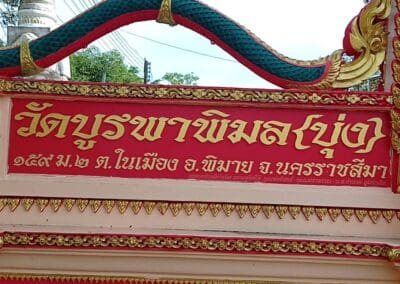 วัดบูรพาพิมล{บุ่ง}
๑๕๙ ม.๒ ต.ในเมือง อ.พิมาย จ.นครราชสีมา